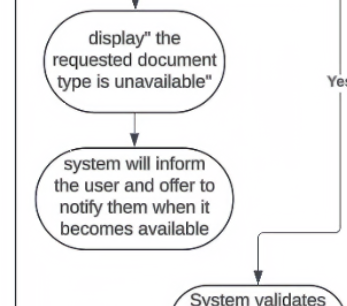 display" the
requested document
type is unavailable"
Yes
system will inform
the user and offer to
notify them when it
becomes available
System validates